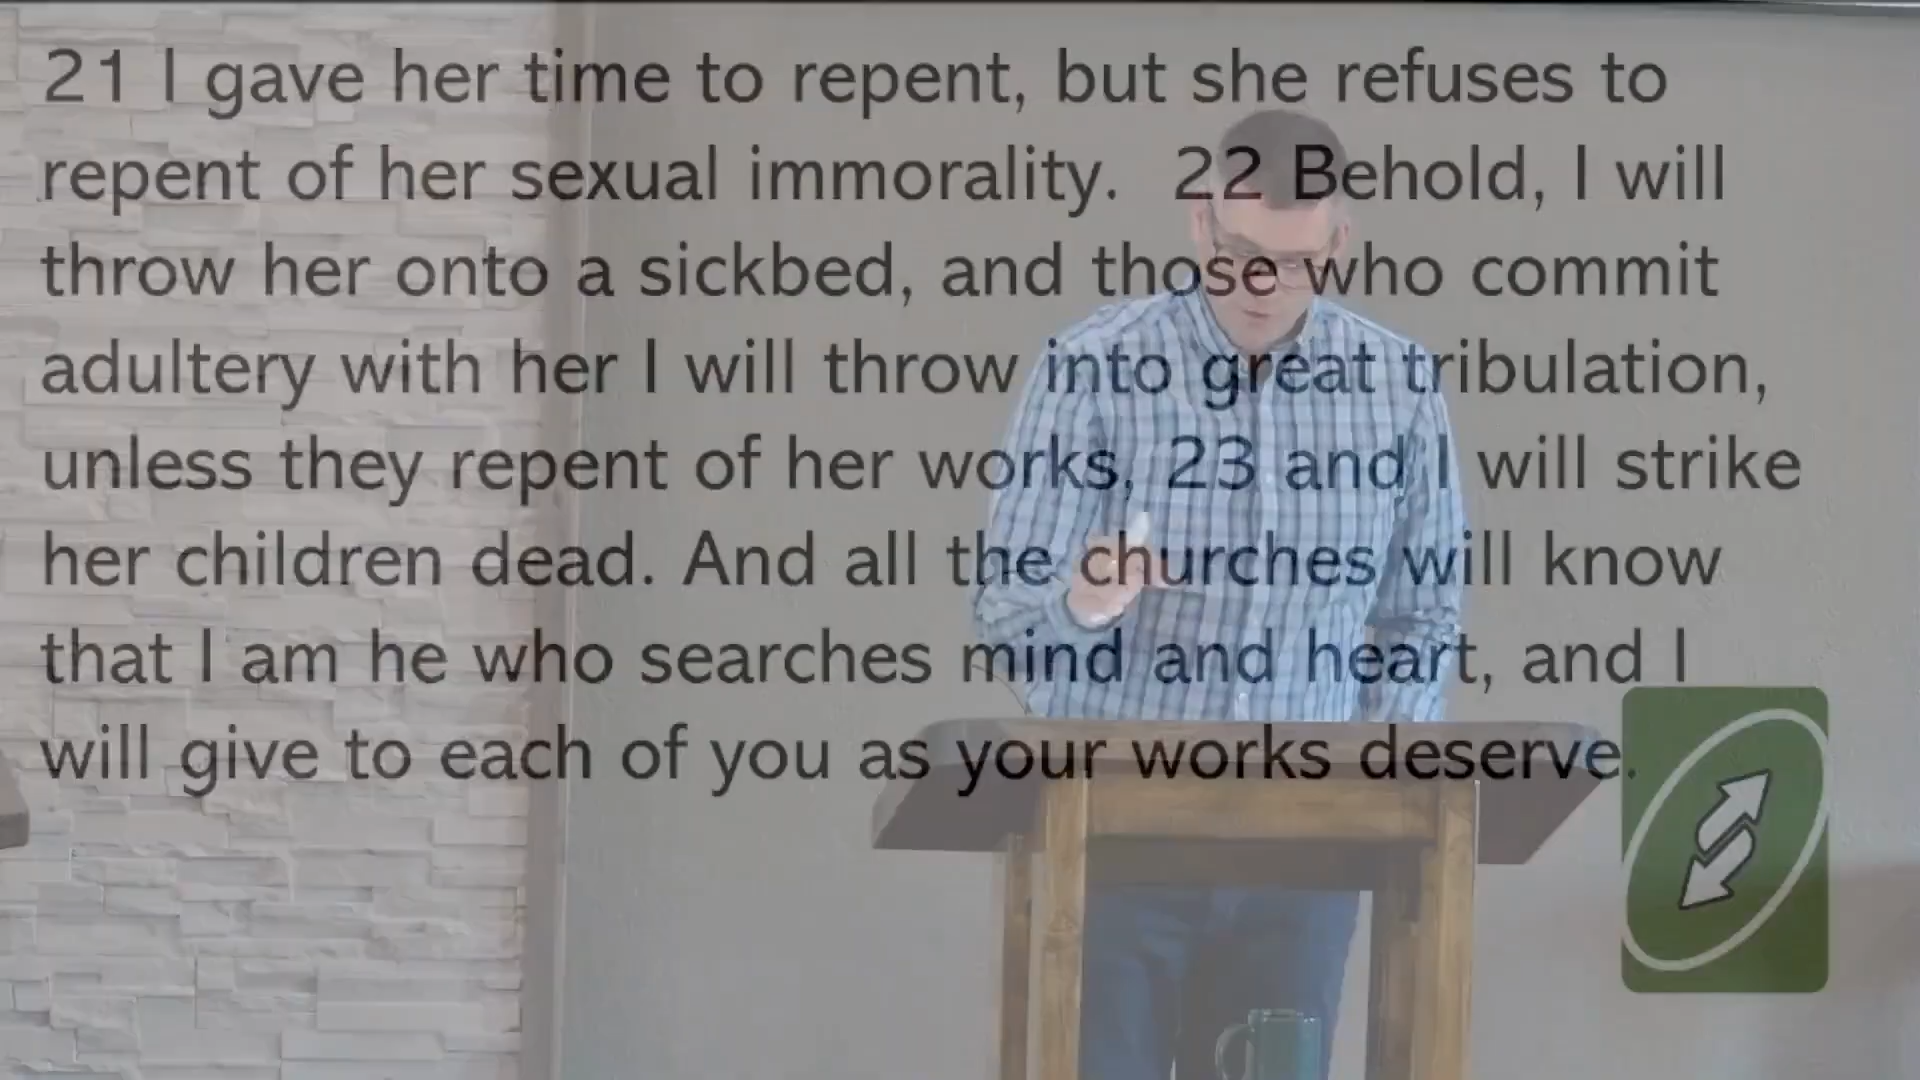 21 I gave her time to repent, but she refuses to
repent of her sexual immorality. 22 Behold, I will
throw her onto a sickbed, and those who commit
adultery with her I will throw into great tribulation,
unless they repent of her works, 23 and I will strike
her children dead. And all the churches will know
that I am he who searches mind and heart, and I
will give to each of you as your works deserve.